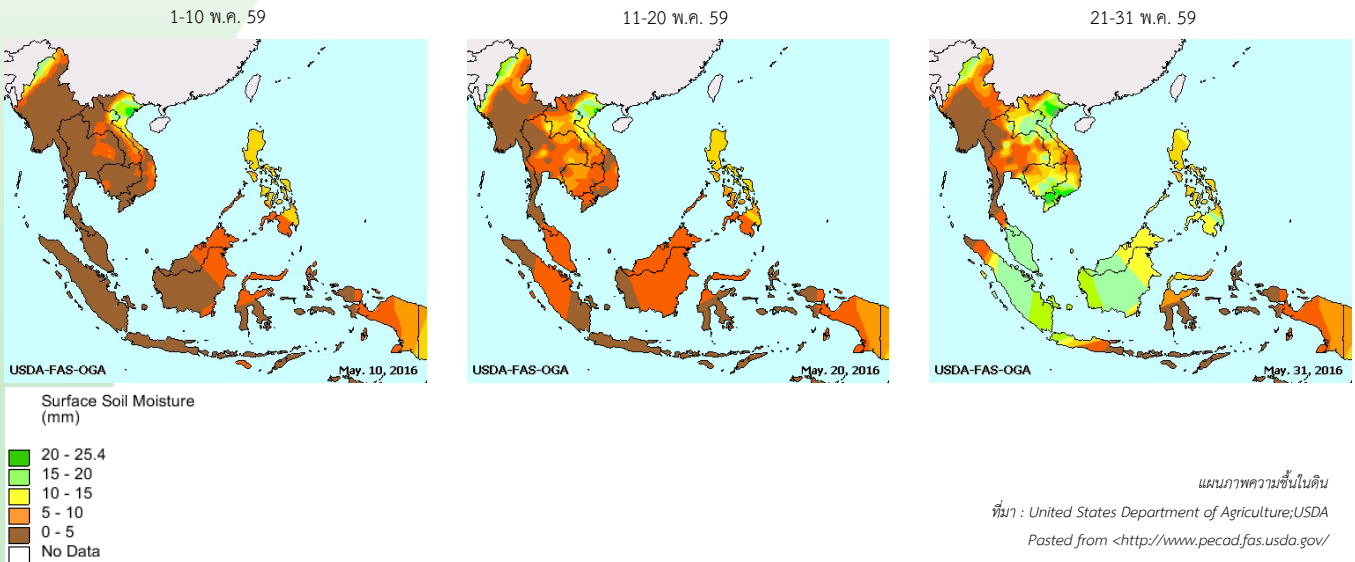 1-10 พ.ค. 59
11-20 พ.ค. 59
21-31 พ.ค. 59
USDA-FAS-OGA
May. 10, 2016
USDA-FAS-OGA
May. 20, 2016
USDA-FAS-OGA
May. 31, 2016
Surface Soil Moisture
(mm)
20 - 25.4
15 - 20
10 - 15
5 - 10
0 - 5
No Data
แผนภาพความชื้นในดิน
ที่มา : United States Department of Agriculture;USDA
Pasted from <http://www.pecad.fas.usda.gov/